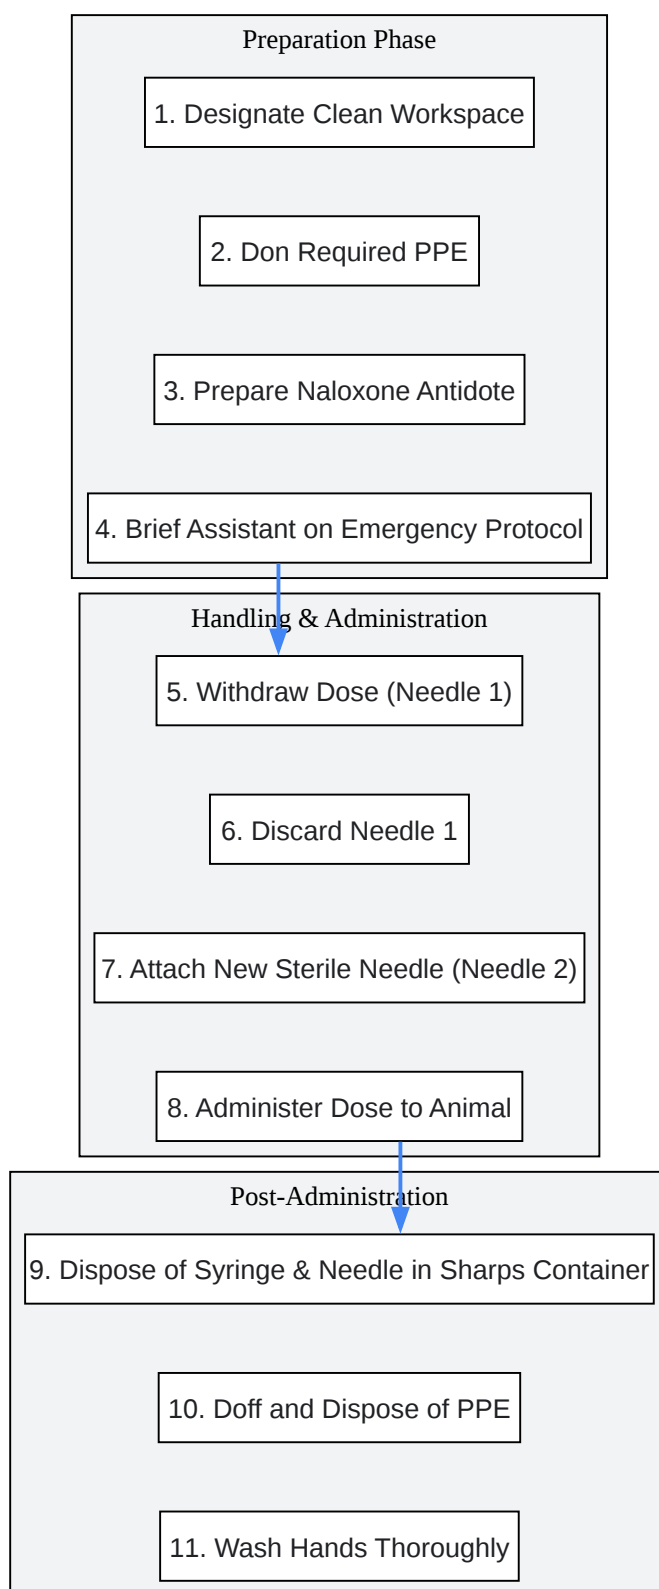 Preparation Phase
1. Designate Clean Workspace
2. Don Required PPE
3. Prepare Naloxone Antidote
4. Brief Assistant on Emergency Protocol
Handling & Administration
5. Withdraw Dose (Needle 1)
6. Discard Needle 1
7. Attach New Sterile Needle (Needle 2)
8. Administer Dose to Animal
Post-Administration
9. Dispose of Syringe & Needle in Sharps Container
10. Doff and Dispose of PPE
11. Wash Hands Thoroughly